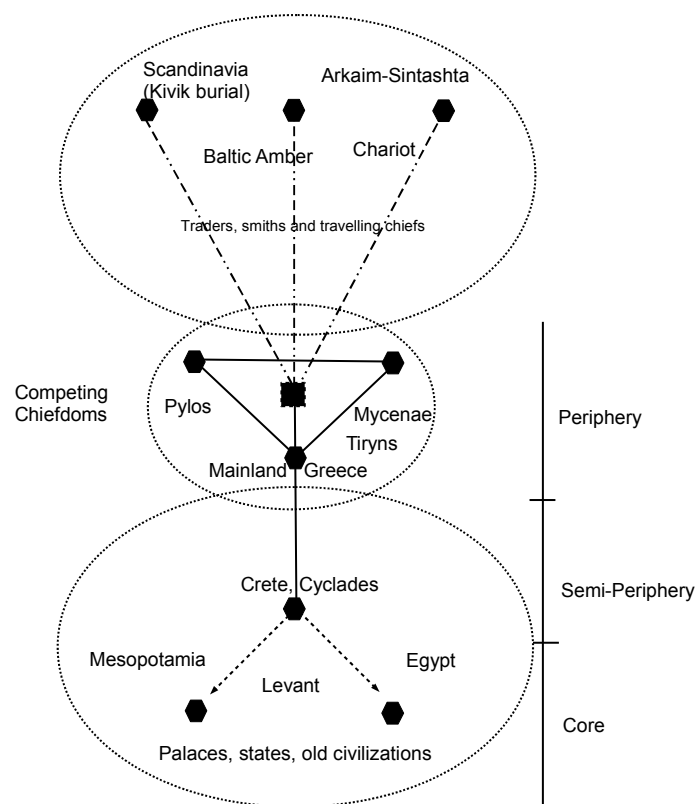 Scandinavia
(Kivik burial)
Arkaim-Sintashta
Baltic Amber
Chariot
Traders, smiths and travelling chiefs
Competing
Chiefdoms
Pylos
Mycenae
Tiryns
Mainland Greece
Periphery
Crete, Cyclades
Semi-Periphery
Mesopotamia
Egypt
Levant
Core
Palaces, states, old civilizations